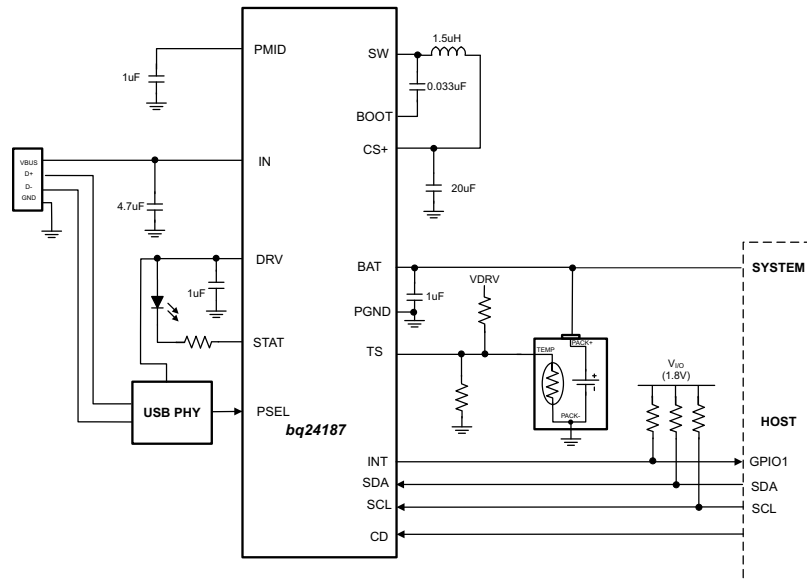 PMID
1uF
SW
1.5uH
0.033uF
BOOT
CS+
20uF
VBUS
D+
D-
GND
IN
4.7uF
DRV
1uF
STAT
USB PHY
PSEL
bq24187
BAT
1uF
PGND
VDRV
TS
TEMP
PACK+
+
-
PACK-
SYSTEM
VI/O
(1.8V)
HOST
INT
GPIO1
SDA
SDA
SCL
SCL
CD